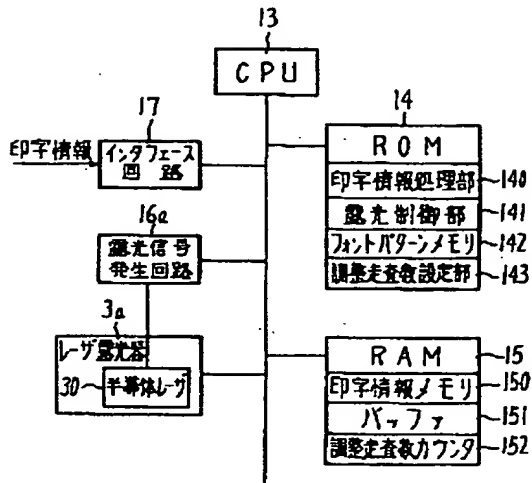 13
CPU
17
14
印字情報
インタフェース
回路
ROM
印字情報処理部
140
16a
露光制御部
141
露光信号
発生回路
フォントパターンメモリ
142
調整走査数設定部
143
3a
レーザ露光器
RAM
15
30
半導体レーザ
印字情報メモリ
150
バッファ
151
調整走査数カウンタ
152